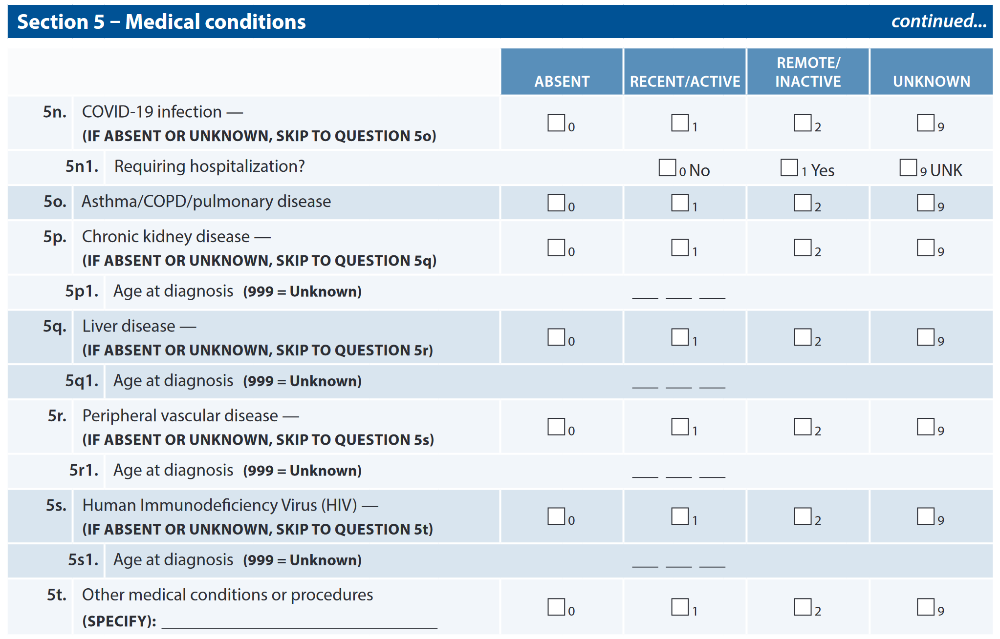 Section 5 – Medical conditions continued...
ABSENT RECENT/ACTIVE REMOTE/ INACTIVE UNKNOWN
5n. COVID-19 infection —
(IF ABSENT OR UNKNOWN, SKIP TO QUESTION 5o) 0 1 2 9
5n1. Requiring hospitalization? 0 No 1 Yes 9 UNK
5o. Asthma/COPD/pulmonary disease 0 1 2 9
5p. Chronic kidney disease —
(IF ABSENT OR UNKNOWN, SKIP TO QUESTION 5q) 0 1 2 9
5p1. Age at diagnosis (999 = Unknown) ___ ___ ___
5q. Liver disease —
(IF ABSENT OR UNKNOWN, SKIP TO QUESTION 5r) 0 1 2 9
5q1. Age at diagnosis (999 = Unknown) ___ ___ ___
5r. Peripheral vascular disease —
(IF ABSENT OR UNKNOWN, SKIP TO QUESTION 5s) 0 1 2 9
5r1. Age at diagnosis (999 = Unknown) ___ ___ ___
5s. Human Immunodeficiency Virus (HIV) —
(IF ABSENT OR UNKNOWN, SKIP TO QUESTION 5t) 0 1 2 9
5s1. Age at diagnosis (999 = Unknown) ___ ___ ___
5t. Other medical conditions or procedures
(SPECIFY): ______________________________ 0 1 2 9